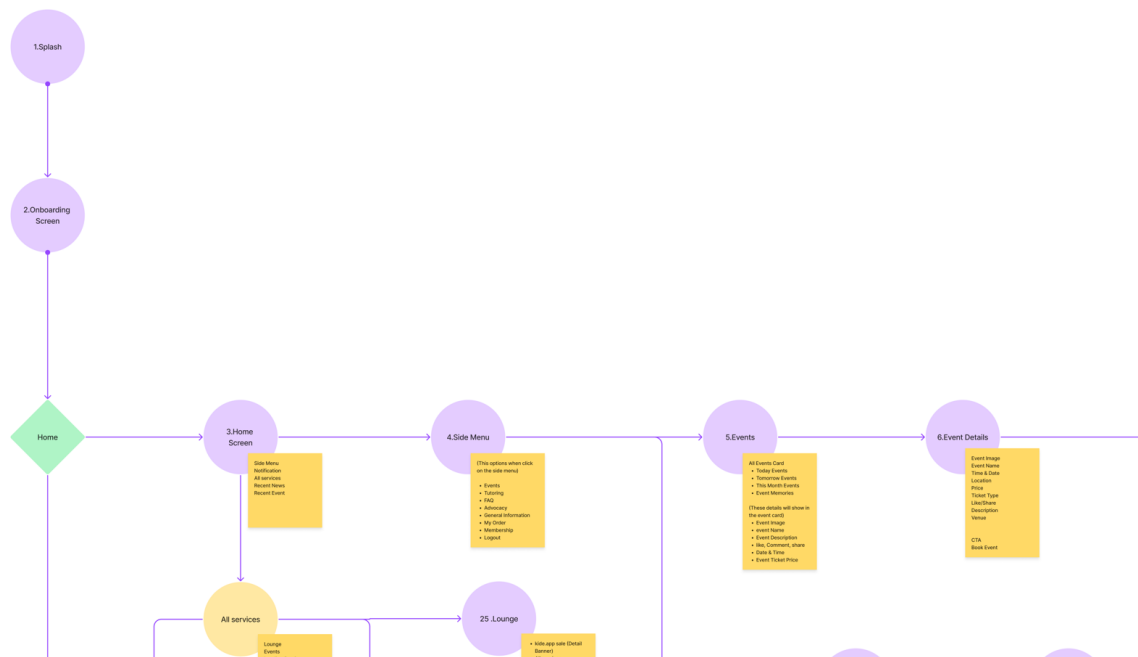 1.Splash
2.Onboarding
Screen
Home
3.Home
Screen
Side Menu
Notification
All services
Recent News
Recent Event
4.Side Menu
(This options when click
on the side menu)
• Events
• Tutoring
• FAQ
• Advocacy
• General Information
• My Order
• Membership
• Logout
5.Events
All Events Card
• Today Events
• Tomorrow Events
• This Month Events
• Event Memories
(These details will show in
the event card)
• Event Image
• event Name
• Event Description
• like, Comment, share
• Date & Time
• Event Ticket Price
6.Event Details
Event Image
Event Name
Time & Date
Location
Price
Ticket Type
Like/Share
Description
Venue
CTA
Book Event
All services
Lounge
Events
25 .Lounge
• kide.app sale (Detail
Banner)